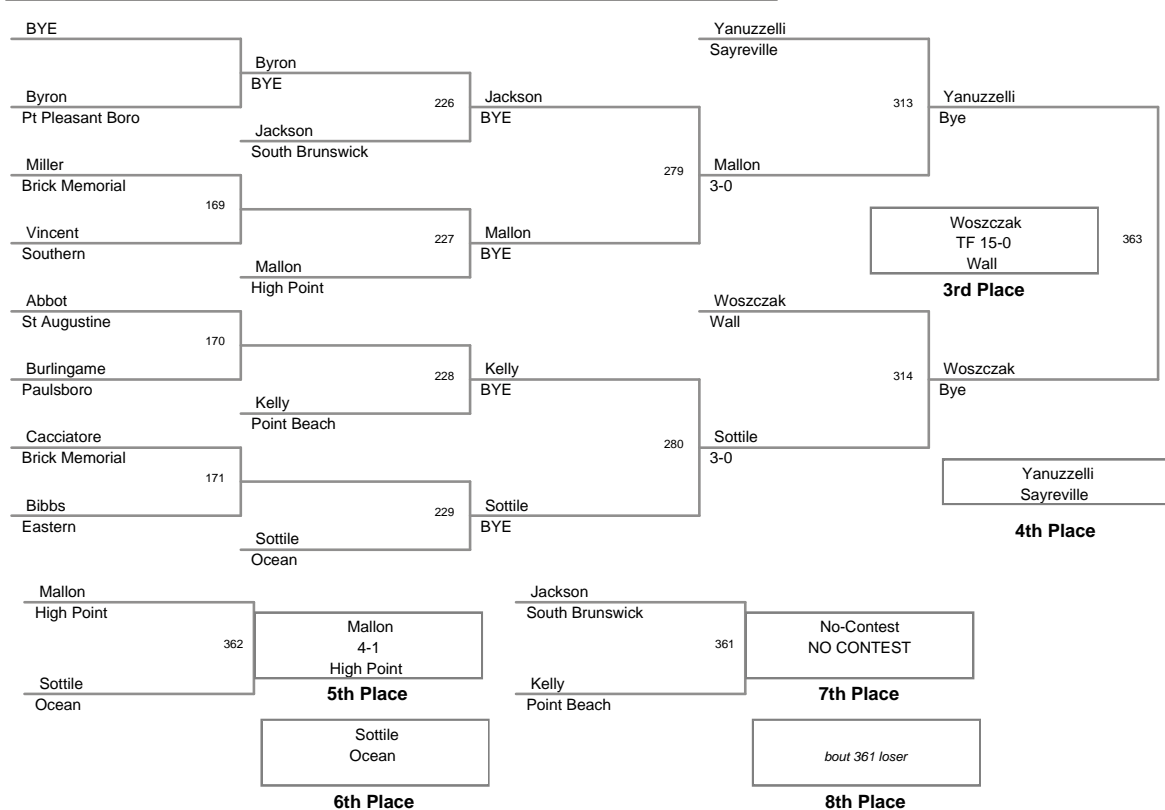 BYE
Byron
Pt Pleasant Boro
Miller
Brick Memorial
169
Vincent
Southern
Abbot
St Augustine
170
Burlingame
Paulsboro
Cacciatore
Brick Memorial
171
Bibbs
Eastern
Byron
BYE
226
Jackson
South Brunswick
227
Mallon
High Point
228
Kelly
Point Beach
229
Sottile
Ocean
Jackson
BYE
279
Mallon
BYE
Kelly
BYE
280
Sottile
BYE
Yanuzzelli
Sayreville
313
Mallon
3-0
Woszczak
Wall
314
Sottile
3-0
Yanuzzelli
Bye
363
Woszczak
TF 15-0
Wall
3rd Place
Woszczak
Bye
Yanuzzelli
Sayreville
4th Place
Mallon
High Point
362
Sottile
Ocean
Mallon
4-1
High Point
5th Place
Sottile
Ocean
6th Place
Jackson
South Brunswick
361
Kelly
Point Beach
No-Contest
NO CONTEST
7th Place
bout 361 loser
8th Place